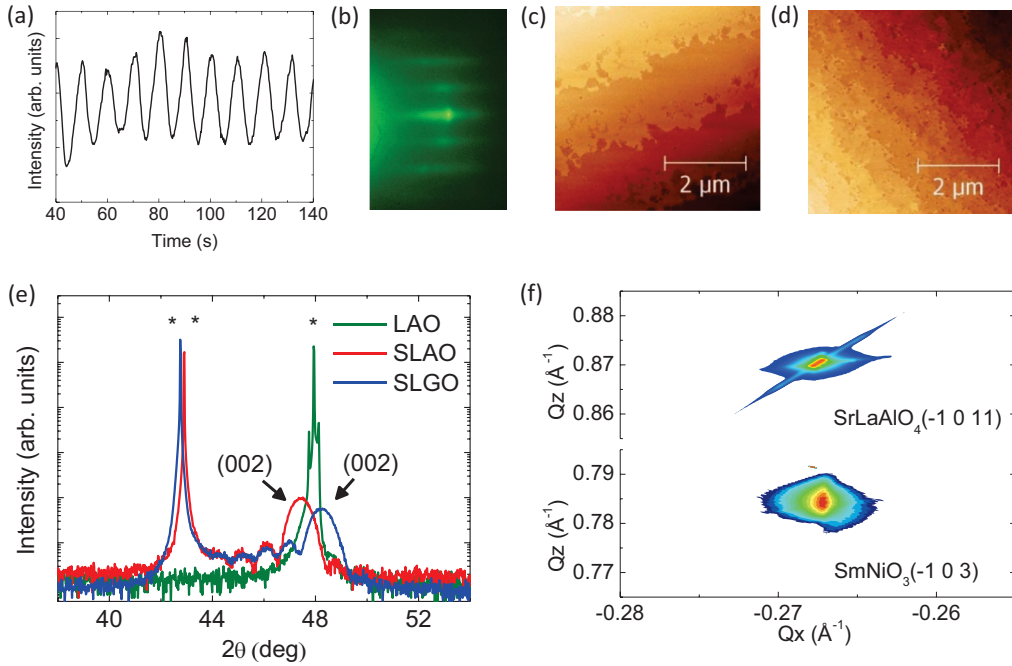 (a)
Intensity (arb. units)
40 60 80 100 120 140
Time (s)
(b)
(c)
2 μm
(d)
2 μm
(e)
Intensity (arb. units)
* * *
LAO
SLAO
SLGO
(002) (002)
40 44 48 52
2θ (deg)
(f)
Qz (Å⁻¹)
0.88
0.87
0.86
SrLaAlO₄(-1 0 11)
Qz (Å⁻¹)
0.79
0.78
0.77
SmNiO₃(-1 0 3)
-0.28 -0.27 -0.26
Qx (Å⁻¹)